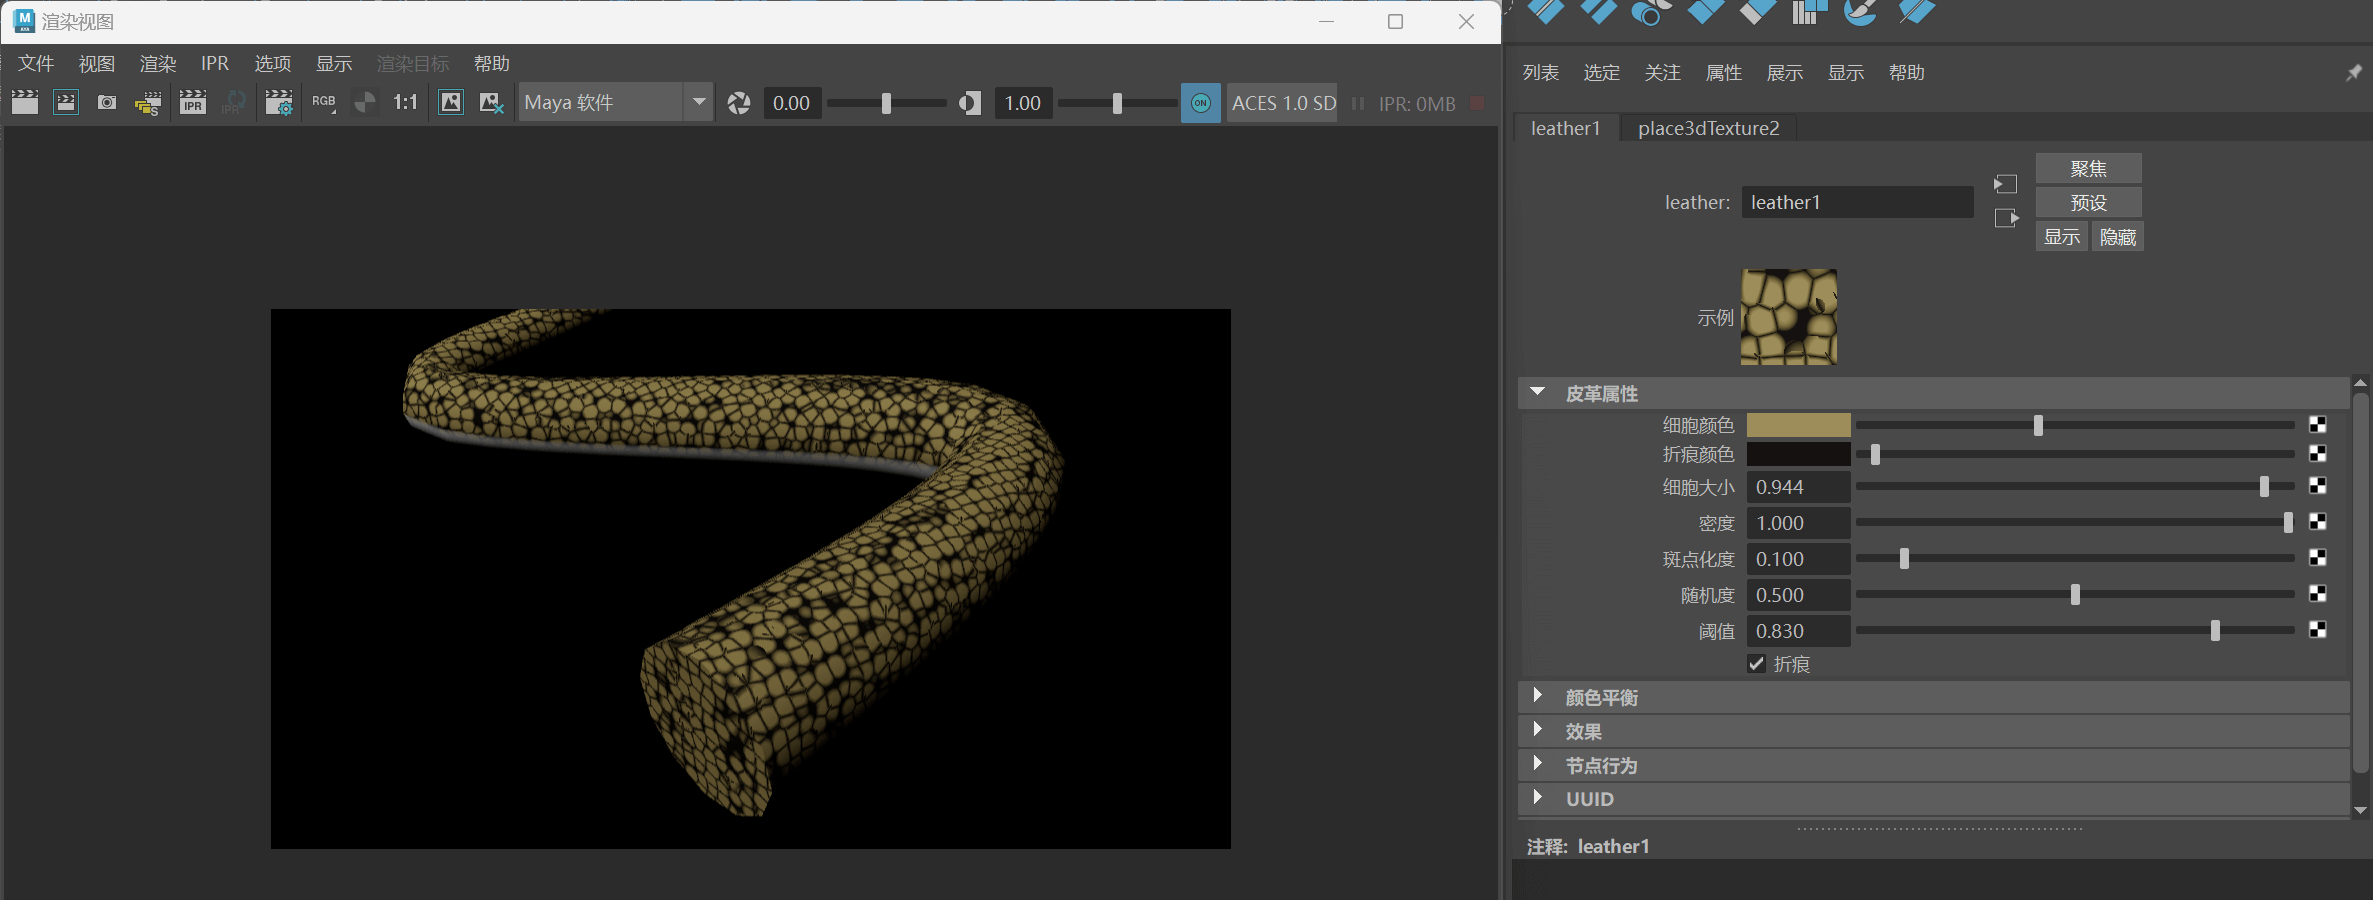 渲染视图
文件 视图 渲染 IPR 选项 显示 渲染目标 帮助
IPR IPR RGB 1:1 Maya 软件 0.00 1.00 ON ACES 1.0 SD IPR: 0MB
列表 选定 关注 属性 展示 显示 帮助
leather1 place3dTexture2
聚焦
leather: leather1
预设
显示 隐藏
示例
皮革属性
细胞颜色
折痕颜色
细胞大小 0.944
密度 1.000
斑点化度 0.100
随机度 0.500
阈值 0.830
折痕
颜色平衡
效果
节点行为
UUID
注释: leather1